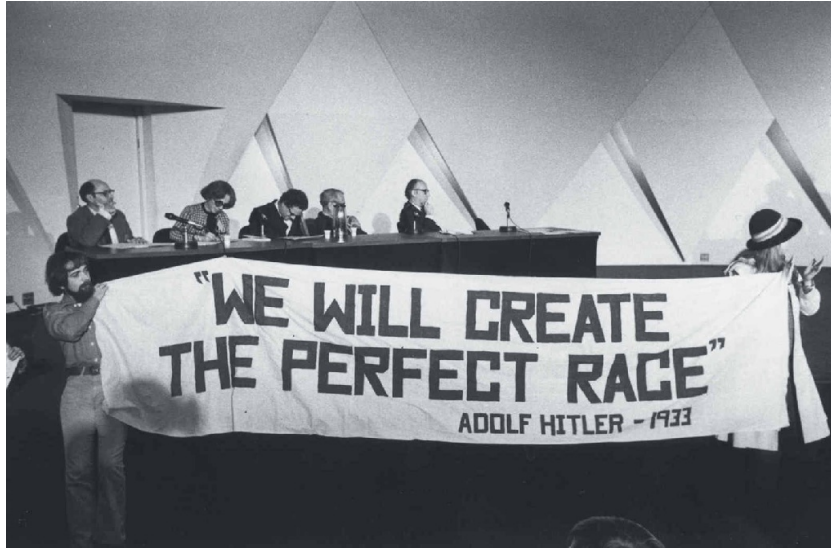 "WE WILL CREATE
THE PERFECT RACE"
ADOLF HITLER - 1933